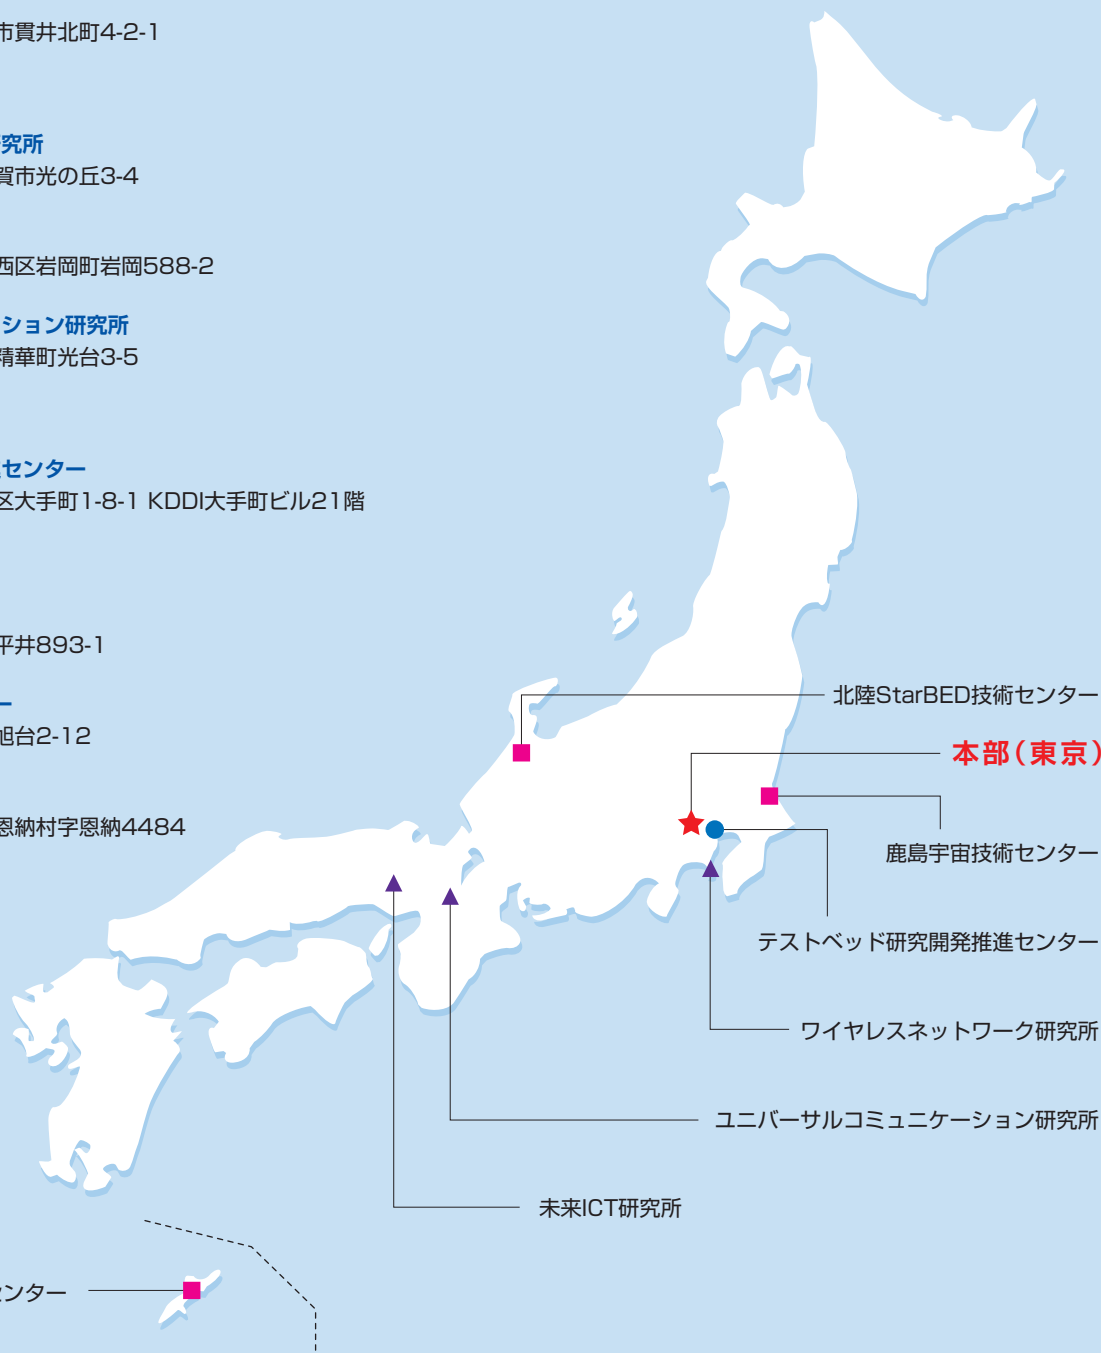 市貫井北町4-2-1
究所
賀市光の丘3-4
西区岩岡町岩岡588-2
ション研究所
精華町光台3-5
センター
区大手町1-8-1 KDDI大手町ビル21階
平井893-1
ー
旭台2-12
恩納村字恩納4484
北陸StarBED技術センター
本部（東京）
鹿島宇宙技術センター
テストベッド研究開発推進センター
ワイヤレスネットワーク研究所
ユニバーサルコミュニケーション研究所
未来ICT研究所
ンター